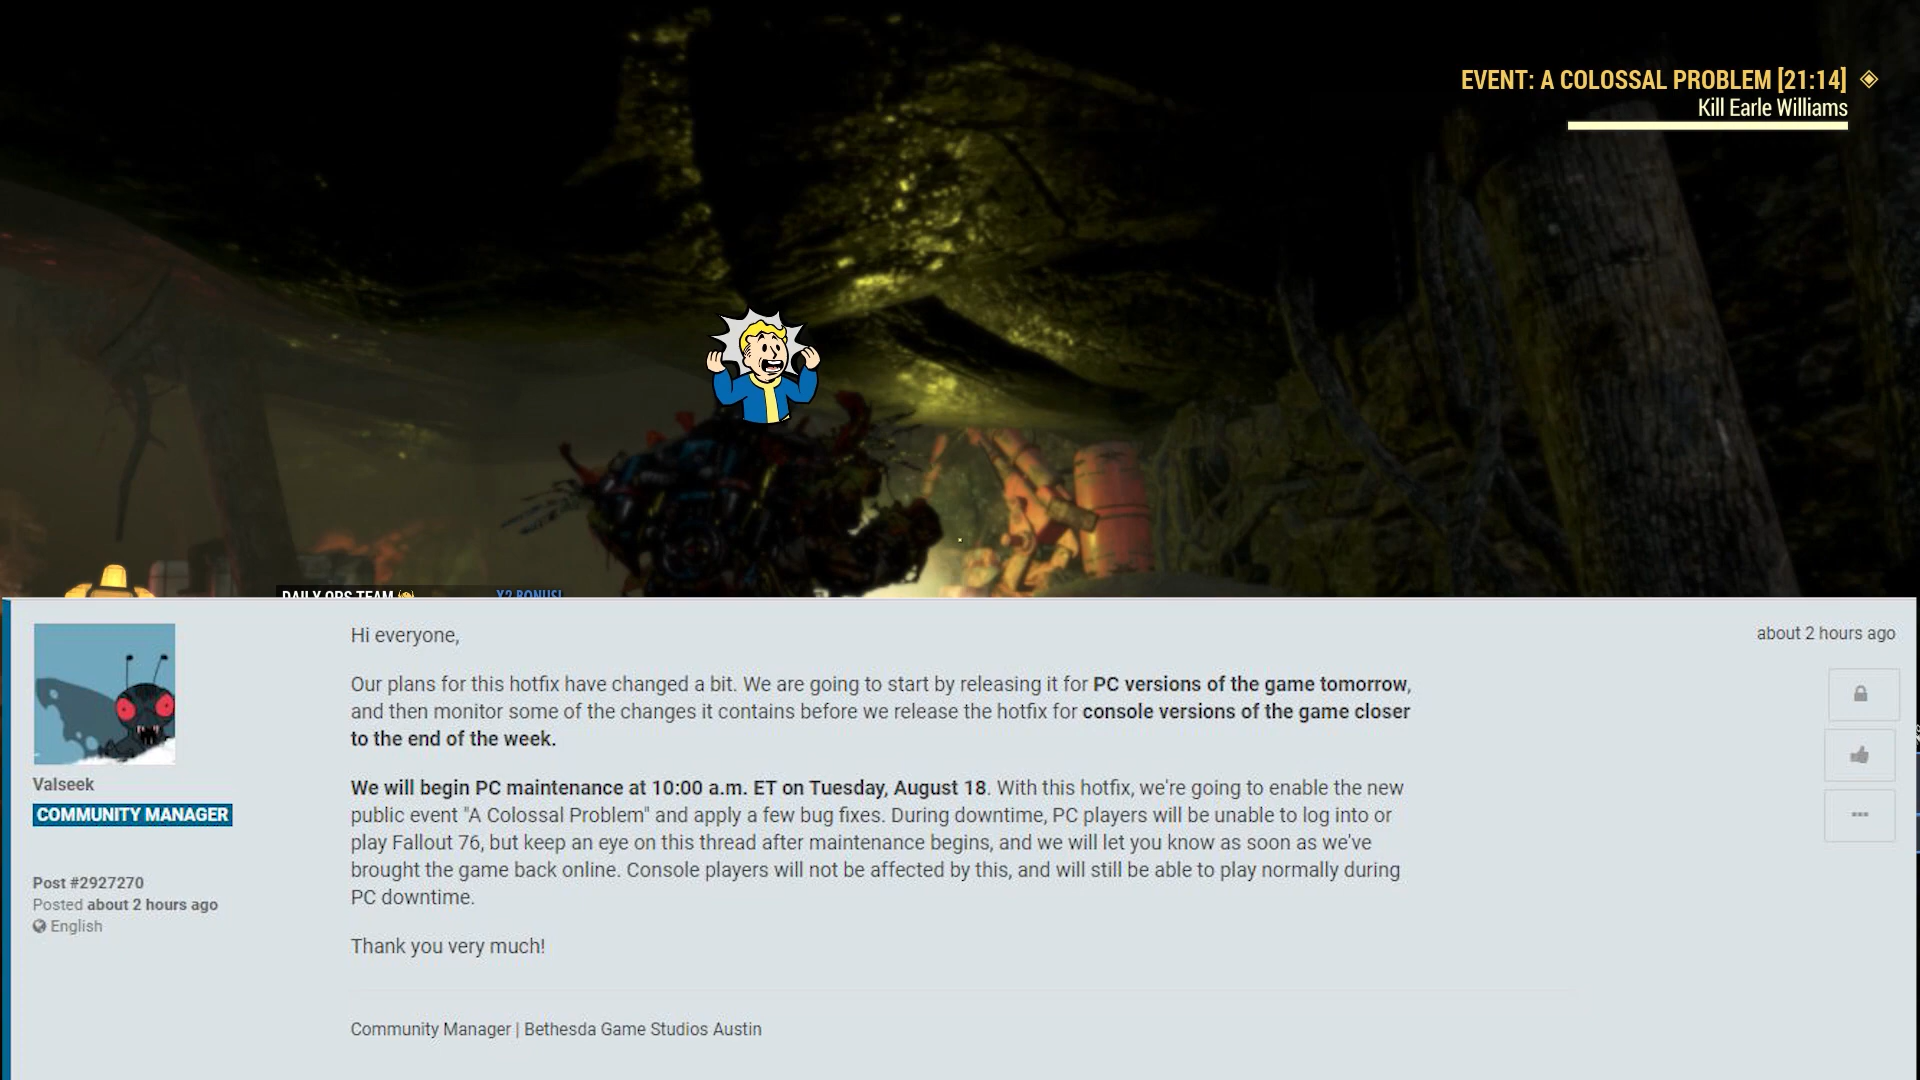 EVENT: A COLOSSAL PROBLEM [21:14]
Kill Earle Williams
DAILY OPS TEAM
X2 BONUS!
Hi everyone,
about 2 hours ago
Our plans for this hotfix have changed a bit. We are going to start by releasing it for PC versions of the game tomorrow,
and then monitor some of the changes it contains before we release the hotfix for console versions of the game closer
to the end of the week.
Valseek
COMMUNITY MANAGER
We will begin PC maintenance at 10:00 a.m. ET on Tuesday, August 18. With this hotfix, we're going to enable the new
public event "A Colossal Problem" and apply a few bug fixes. During downtime, PC players will be unable to log into or
play Fallout 76, but keep an eye on this thread after maintenance begins, and we will let you know as soon as we've
brought the game back online. Console players will not be affected by this, and will still be able to play normally during
PC downtime.
Post #2927270
Posted about 2 hours ago
English
Thank you very much!
Community Manager | Bethesda Game Studios Austin